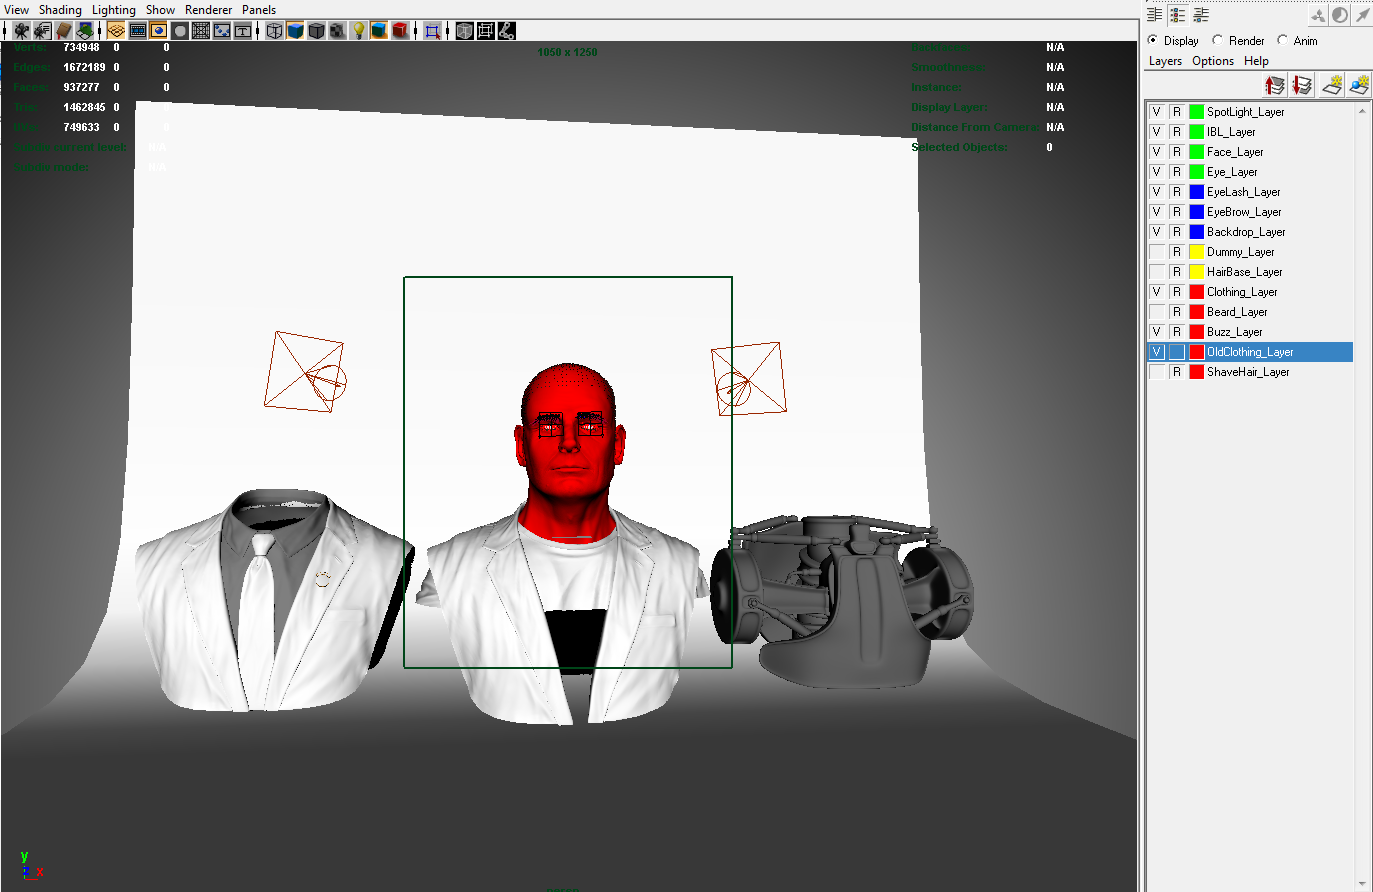 View Shading Lighting Show Renderer Panels
Verts: 734948 0 0
Edges: 1672189 0 0
Faces: 937277 0 0
Tris: 1462845 0 0
UVs: 749633 0 0
Subdiv current level: N/A
Subdiv mode: N/A
1050 x 1250
Backfaces: N/A
Smoothness: N/A
Instance: N/A
Display Layer: N/A
Distance From Camera: N/A
Selected Objects: 0
y
z x
persp
Display Render Anim
Layers Options Help
V R SpotLight_Layer
V R IBL_Layer
V R Face_Layer
V R Eye_Layer
V R EyeLash_Layer
V R EyeBrow_Layer
V R Backdrop_Layer
R Dummy_Layer
R HairBase_Layer
V R Clothing_Layer
R Beard_Layer
V R Buzz_Layer
V OldClothing_Layer
R ShaveHair_Layer